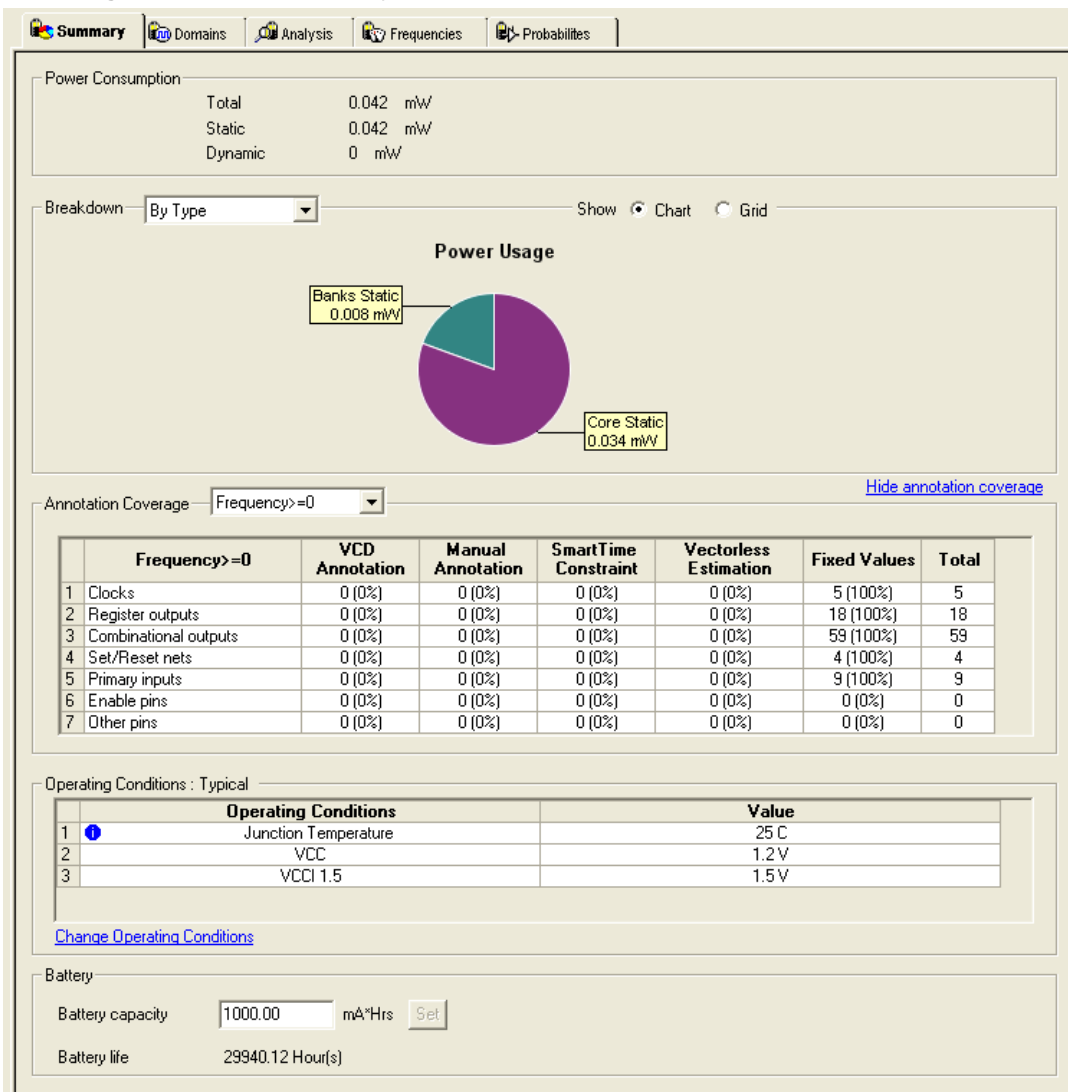 Summary Domains Analysis Frequencies Probabilites
Power Consumption
Total 0.042 mW
Static 0.042 mW
Dynamic 0 mW
Breakdown By Type Show Chart Grid
Power Usage
Banks Static
0.008 mW
Core Static
0.034 mW
Hide annotation coverage
Annotation Coverage Frequency>=0
Frequency>=0 VCD Annotation Manual Annotation SmartTime Constraint Vectorless Estimation Fixed Values Total
1 Clocks 0 (0%) 0 (0%) 0 (0%) 0 (0%) 5 (100%) 5
2 Register outputs 0 (0%) 0 (0%) 0 (0%) 0 (0%) 18 (100%) 18
3 Combinational outputs 0 (0%) 0 (0%) 0 (0%) 0 (0%) 59 (100%) 59
4 Set/Reset nets 0 (0%) 0 (0%) 0 (0%) 0 (0%) 4 (100%) 4
5 Primary inputs 0 (0%) 0 (0%) 0 (0%) 0 (0%) 9 (100%) 9
6 Enable pins 0 (0%) 0 (0%) 0 (0%) 0 (0%) 0 (0%) 0
7 Other pins 0 (0%) 0 (0%) 0 (0%) 0 (0%) 0 (0%) 0
Operating Conditions : Typical
Operating Conditions Value
1 Junction Temperature 25 C
2 VCC 1.2 V
3 VCCI 1.5 1.5 V
Change Operating Conditions
Battery
Battery capacity 1000.00 mA*Hrs Set
Battery life 29940.12 Hour(s)